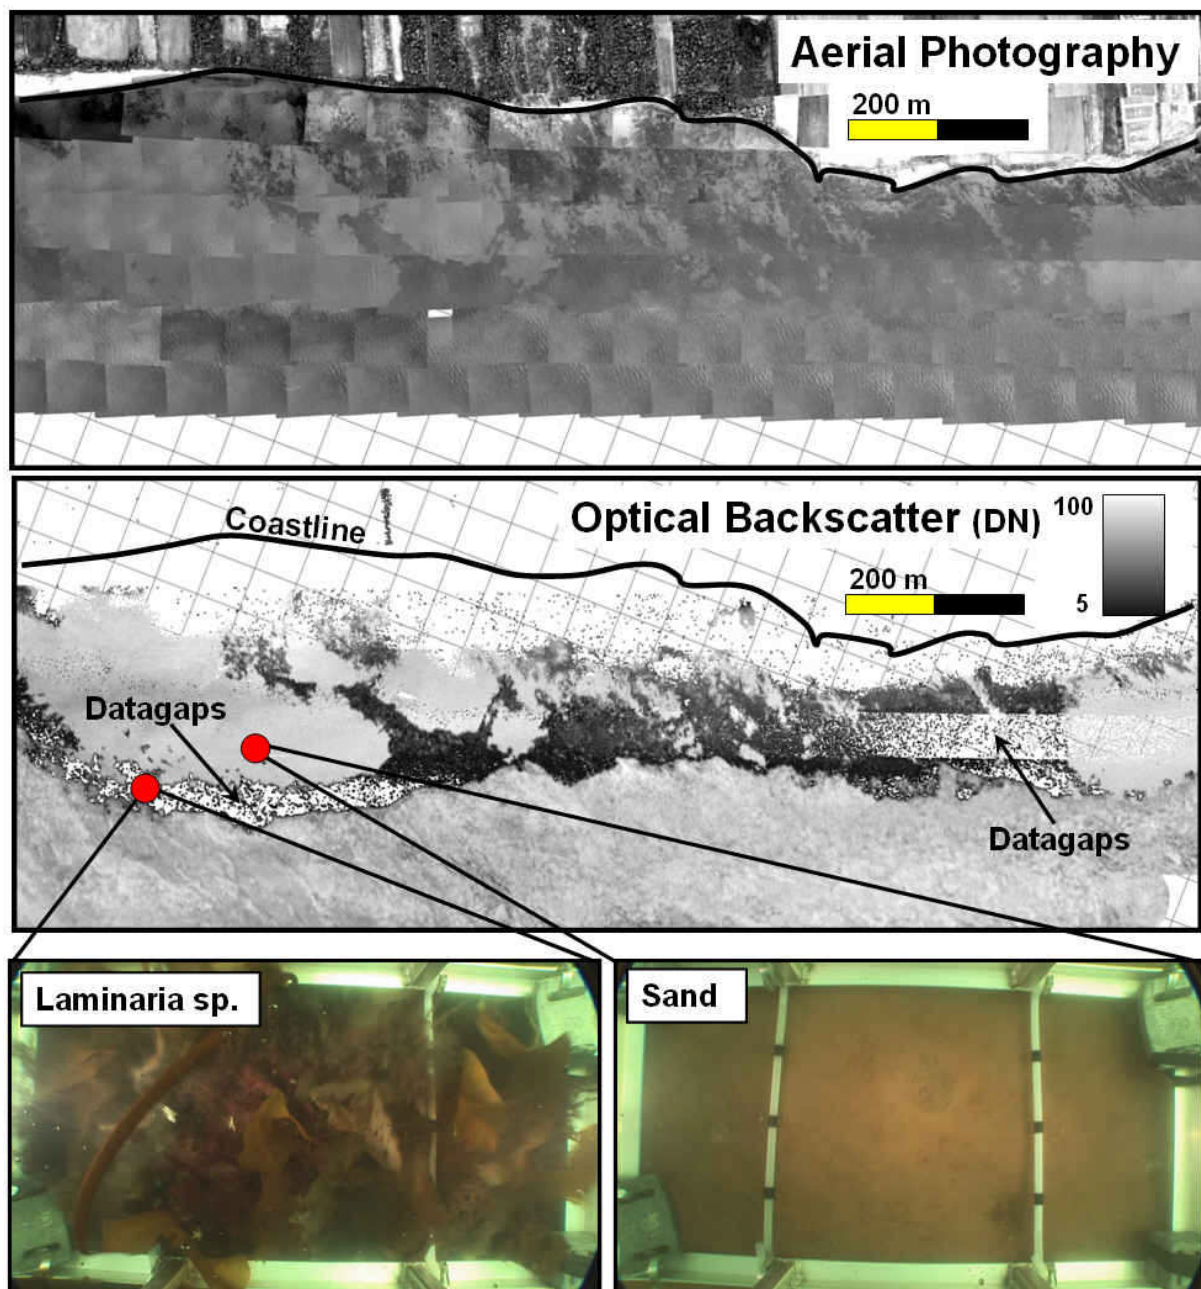 Aerial Photography
200 m
Coastline
Optical Backscatter (DN)
100
5
200 m
Datagaps
Datagaps
Laminaria sp.
Sand